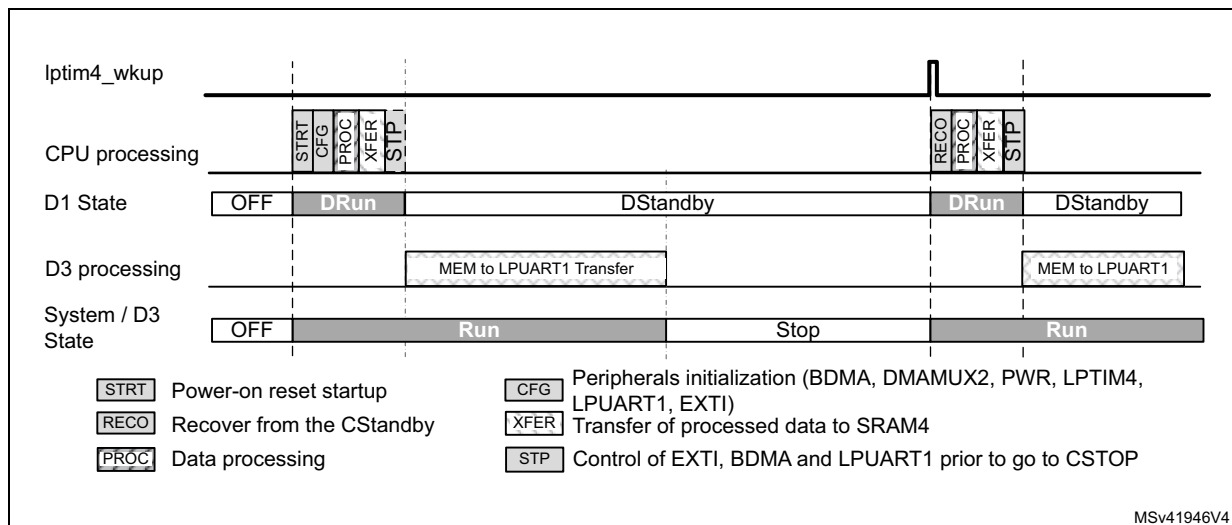 lptim4_wkup
STRT CFG PROC XFER STP RECO PROC XFER STP
CPU processing
D1 State OFF DRun DStandby DRun DStandby
D3 processing MEM to LPUART1 Transfer MEM to LPUART1
System / D3
State OFF Run Stop Run
STRT Power-on reset startup
RECO Recover from the CStandby
PROC Data processing
CFG Peripherals initialization (BDMA, DMAMUX2, PWR, LPTIM4,
LPUART1, EXTI)
XFER Transfer of processed data to SRAM4
STP Control of EXTI, BDMA and LPUART1 prior to go to CSTOP
MSv41946V4